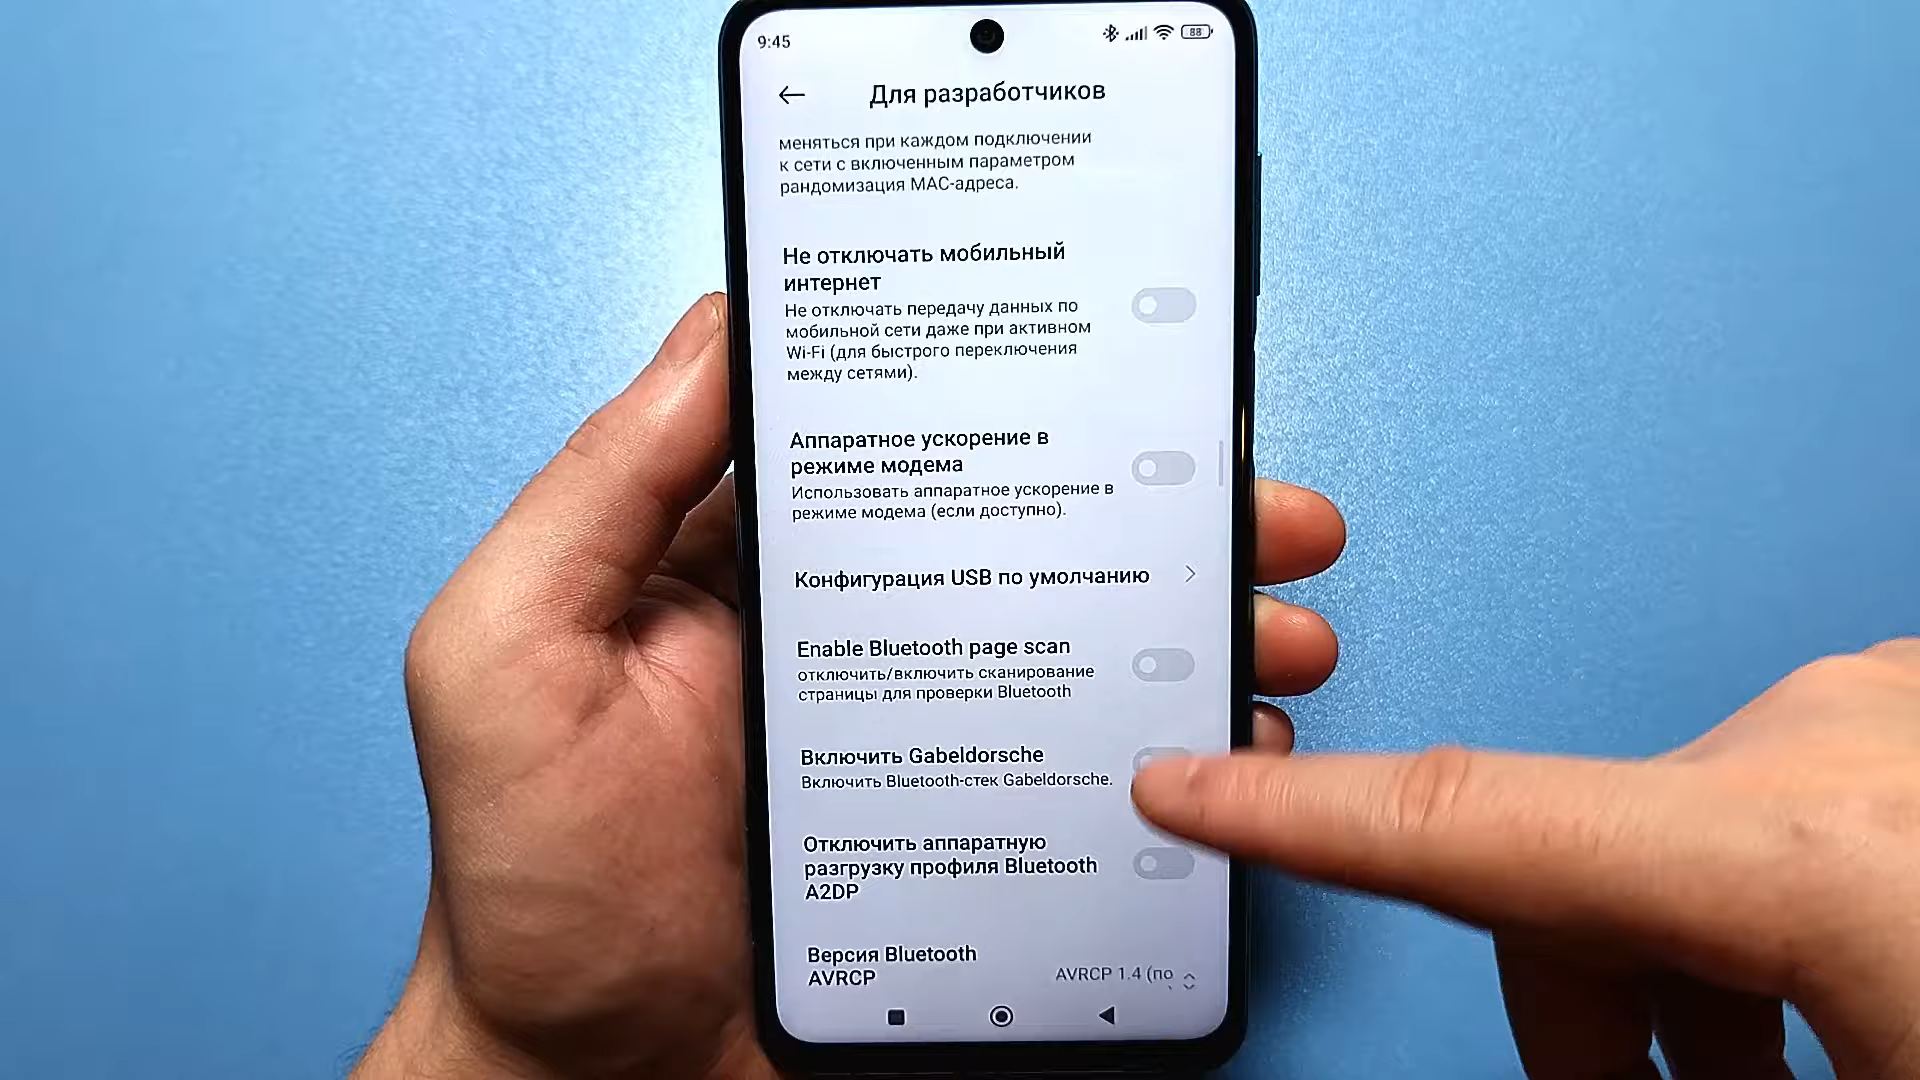 9:45
88
Для разработчиков
меняться при каждом подключении
к сети с включенным параметром
рандомизация MAC-адреса.
Не отключать мобильный
интернет
Не отключать передачу данных по
мобильной сети даже при активном
Wi-Fi (для быстрого переключения
между сетями).
Аппаратное ускорение в
режиме модема
Использовать аппаратное ускорение в
режиме модема (если доступно).
Конфигурация USB по умолчанию
Enable Bluetooth page scan
отключить/включить сканирование
страницы для проверки Bluetooth
Включить Gabeldorsche
Включить Bluetooth-стек Gabeldorsche.
Отключить аппаратную
разгрузку профиля Bluetooth
A2DP
Версия Bluetooth
AVRCP
AVRCP 1.4 (по